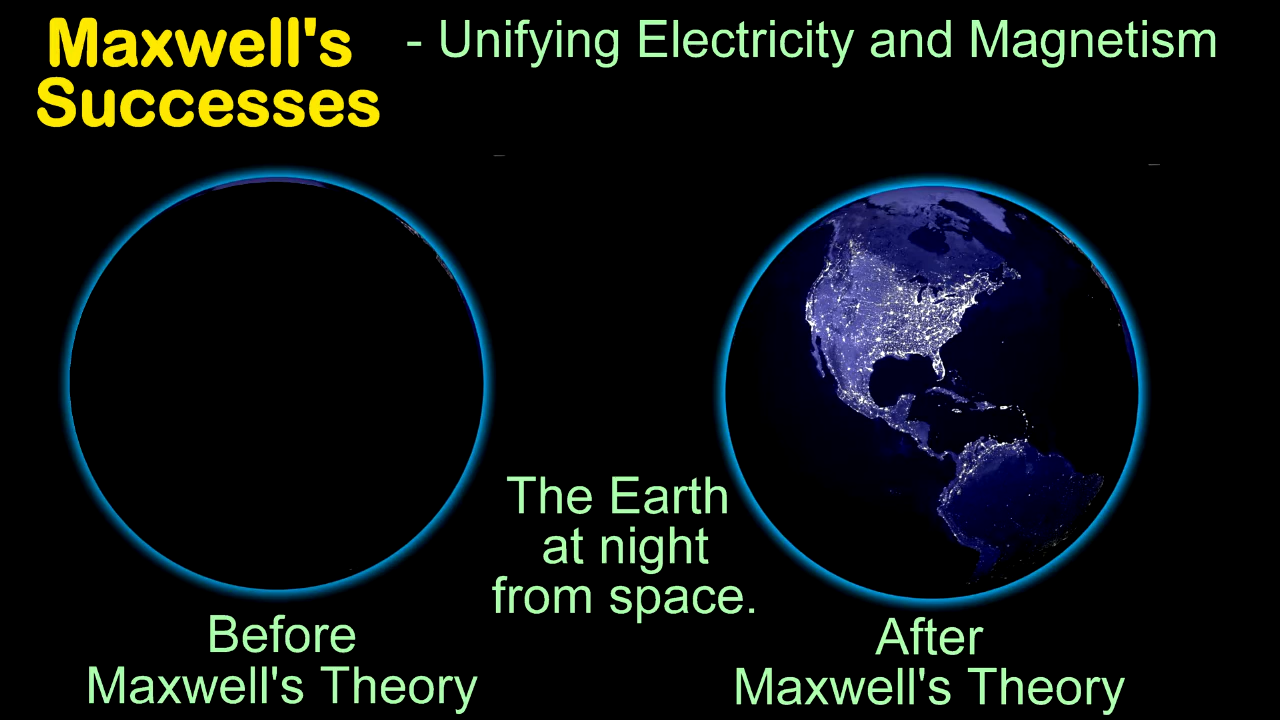 Maxwell's
Successes
- Unifying Electricity and Magnetism
The Earth
at night
from space.
Before
Maxwell's Theory
After
Maxwell's Theory